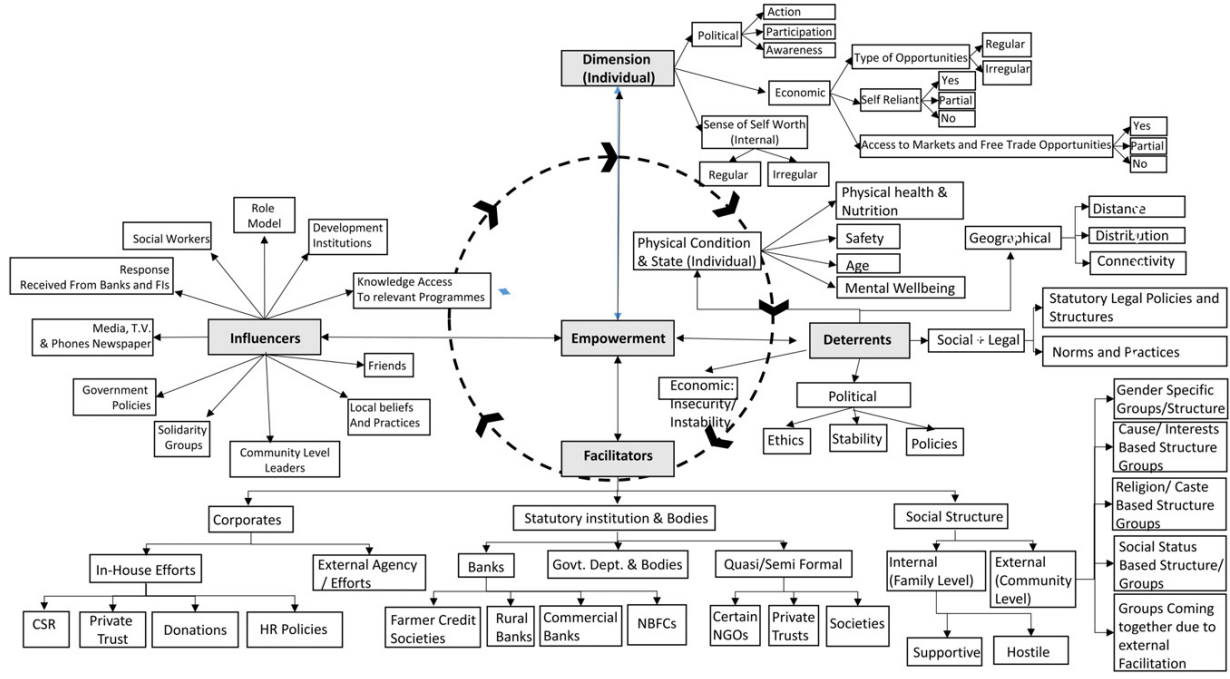 Action
Political
Participation
Awareness
Dimension
(Individual)
Type of Opportunities
Regular
Irregular
Economic
Self Reliant
Yes
Partial
No
Sense of Self Worth
(Internal)
Regular
Irregular
Access to Markets and Free Trade Opportunities
Yes
Partial
No
Physical Condition
& State (Individual)
Physical health &
Nutrition
Safety
Age
Mental Wellbeing
Geographical
Distance
Distribution
Connectivity
Role
Model
Social Workers
Development
Institutions
Response
Received From Banks and FIs
Knowledge Access
To relevant Programmes
Media, T.V.
& Phones Newspaper
Influencers
Friends
Government
Policies
Solidarity
Groups
Community Level
Leaders
Local beliefs
And Practices
Empowerment
Deterrents
Social + Legal
Statutory Legal Policies and
Structures
Norms and Practices
Economic:
Insecurity/
Instability
Political
Ethics
Stability
Policies
Facilitators
Corporates
Statutory institution & Bodies
Social Structure
In-House Efforts
External Agency
/ Efforts
Banks
Govt. Dept. & Bodies
Quasi/Semi Formal
Internal
(Family Level)
External
(Community
Level)
CSR
Private
Trust
Donations
HR Policies
Farmer Credit
Societies
Rural
Banks
Commercial
Banks
NBFCs
Certain
NGOs
Private
Trusts
Societies
Supportive
Hostile
Gender Specific
Groups/Structure
Cause/ Interests
Based Structure
Groups
Religion/ Caste
Based Structure
Groups
Social Status
Based Structure/
Groups
Groups Coming
together due to
external
Facilitation